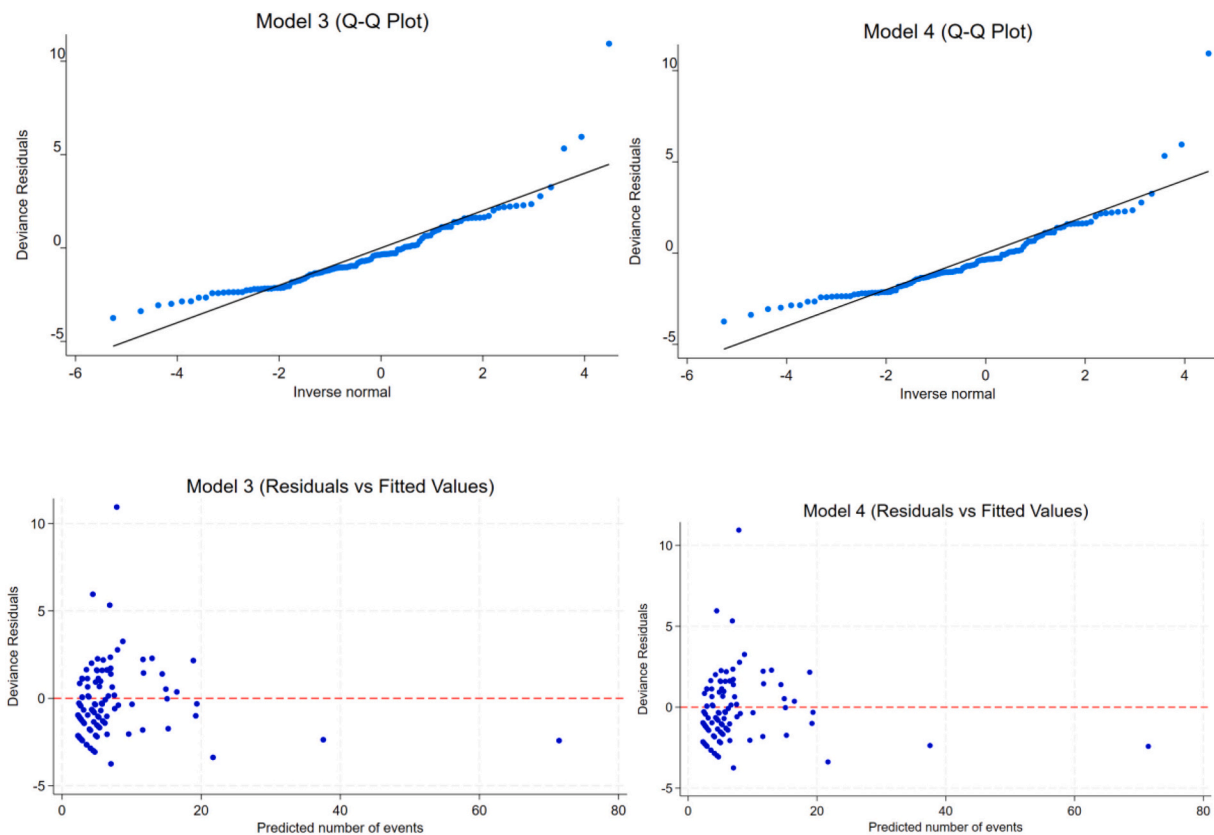 Model 3 (Q-Q Plot)
10
5
0
-5
Deviance Residuals
-6 -4 -2 0 2 4
Inverse normal
Model 4 (Q-Q Plot)
10
5
0
-5
Deviance Residuals
-6 -4 -2 0 2 4
Inverse normal
Model 3 (Residuals vs Fitted Values)
10
5
0
-5
Deviance Residuals
0 20 40 60 80
Predicted number of events
Model 4 (Residuals vs Fitted Values)
10
5
0
-5
Deviance Residuals
0 20 40 60 80
Predicted number of events